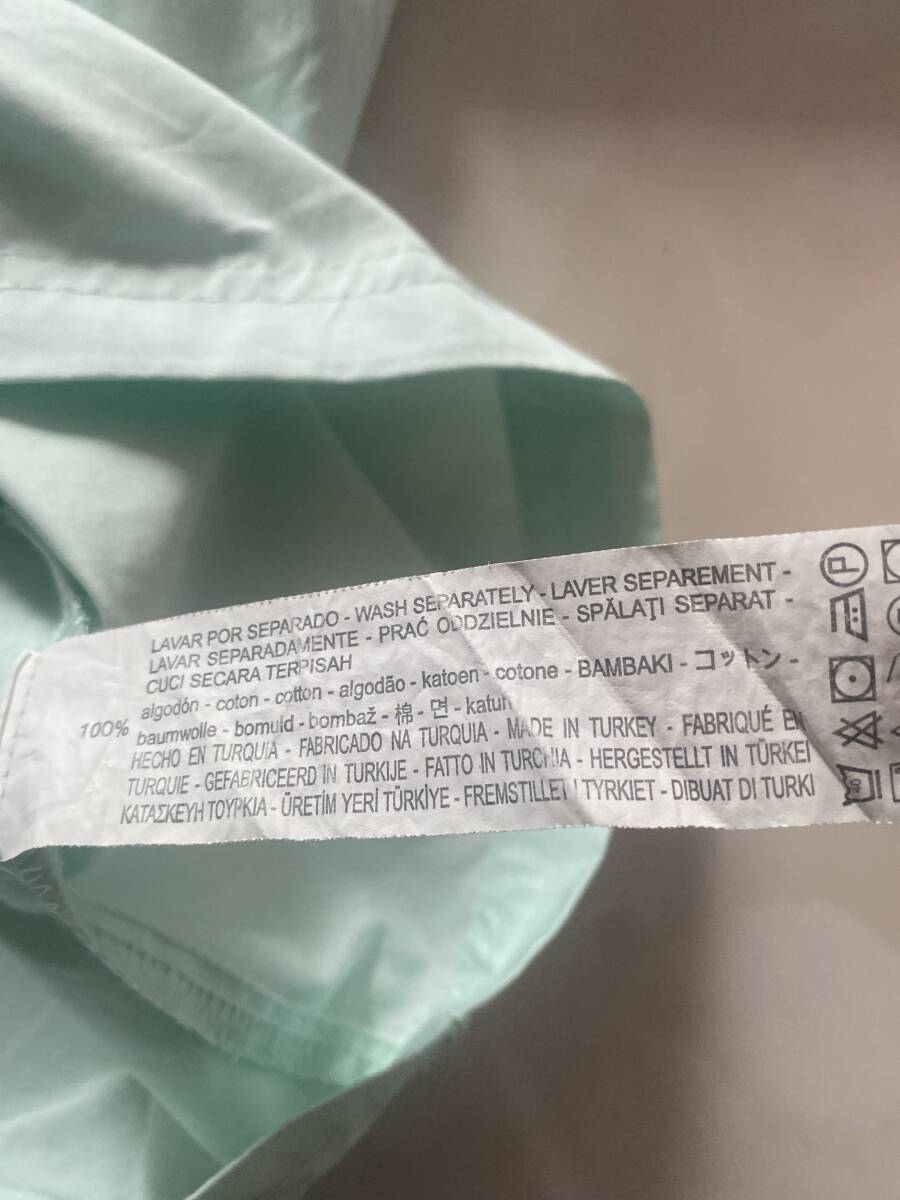 LAVAR POR SEPARADO - WASH SEPARATELY - LAVER SEPAREMENT -
LAVAR SEPARADAMENTE - PRAĆ ODDZIELNIE - SPĂLAŢI SEPARAT -
CUCI SECARA TERPISAH
algodón - coton - cotton - algodão - katoen - cotone - BAMBAKI - コットン -
100% baumwolle - bomuld - bombaž - 棉 - 면 - katun
HECHO EN TURQUIA - FABRICADO NA TURQUIA - MADE IN TURKEY - FABRIQUÉ EN
TURQUIE - GEFABRICEERD IN TURKIJE - FATTO IN TURCHIA - HERGESTELLT IN TÜRKEI
ΚΑΤΑΣΚΕΥΗ ΤΟΥΡΚΙΑ - ÜRETİM YERİ TÜRKİYE - FREMSTILLET I TYRKIET - DIBUAT DI TURKI
P